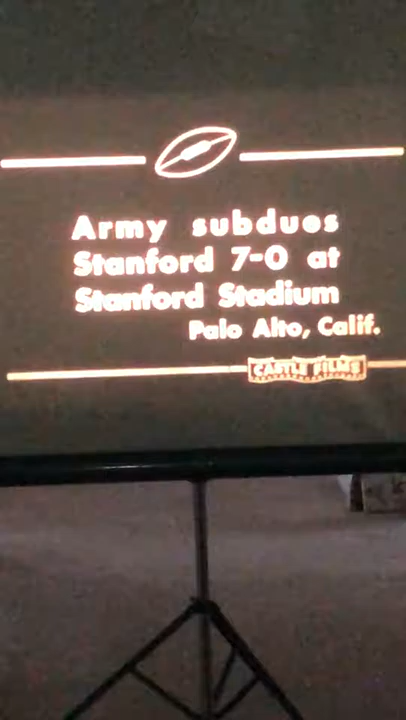 Army subdues
Stanford 7-0 at
Stanford Stadium
Palo Alto, Calif.
CASTLE FILMS